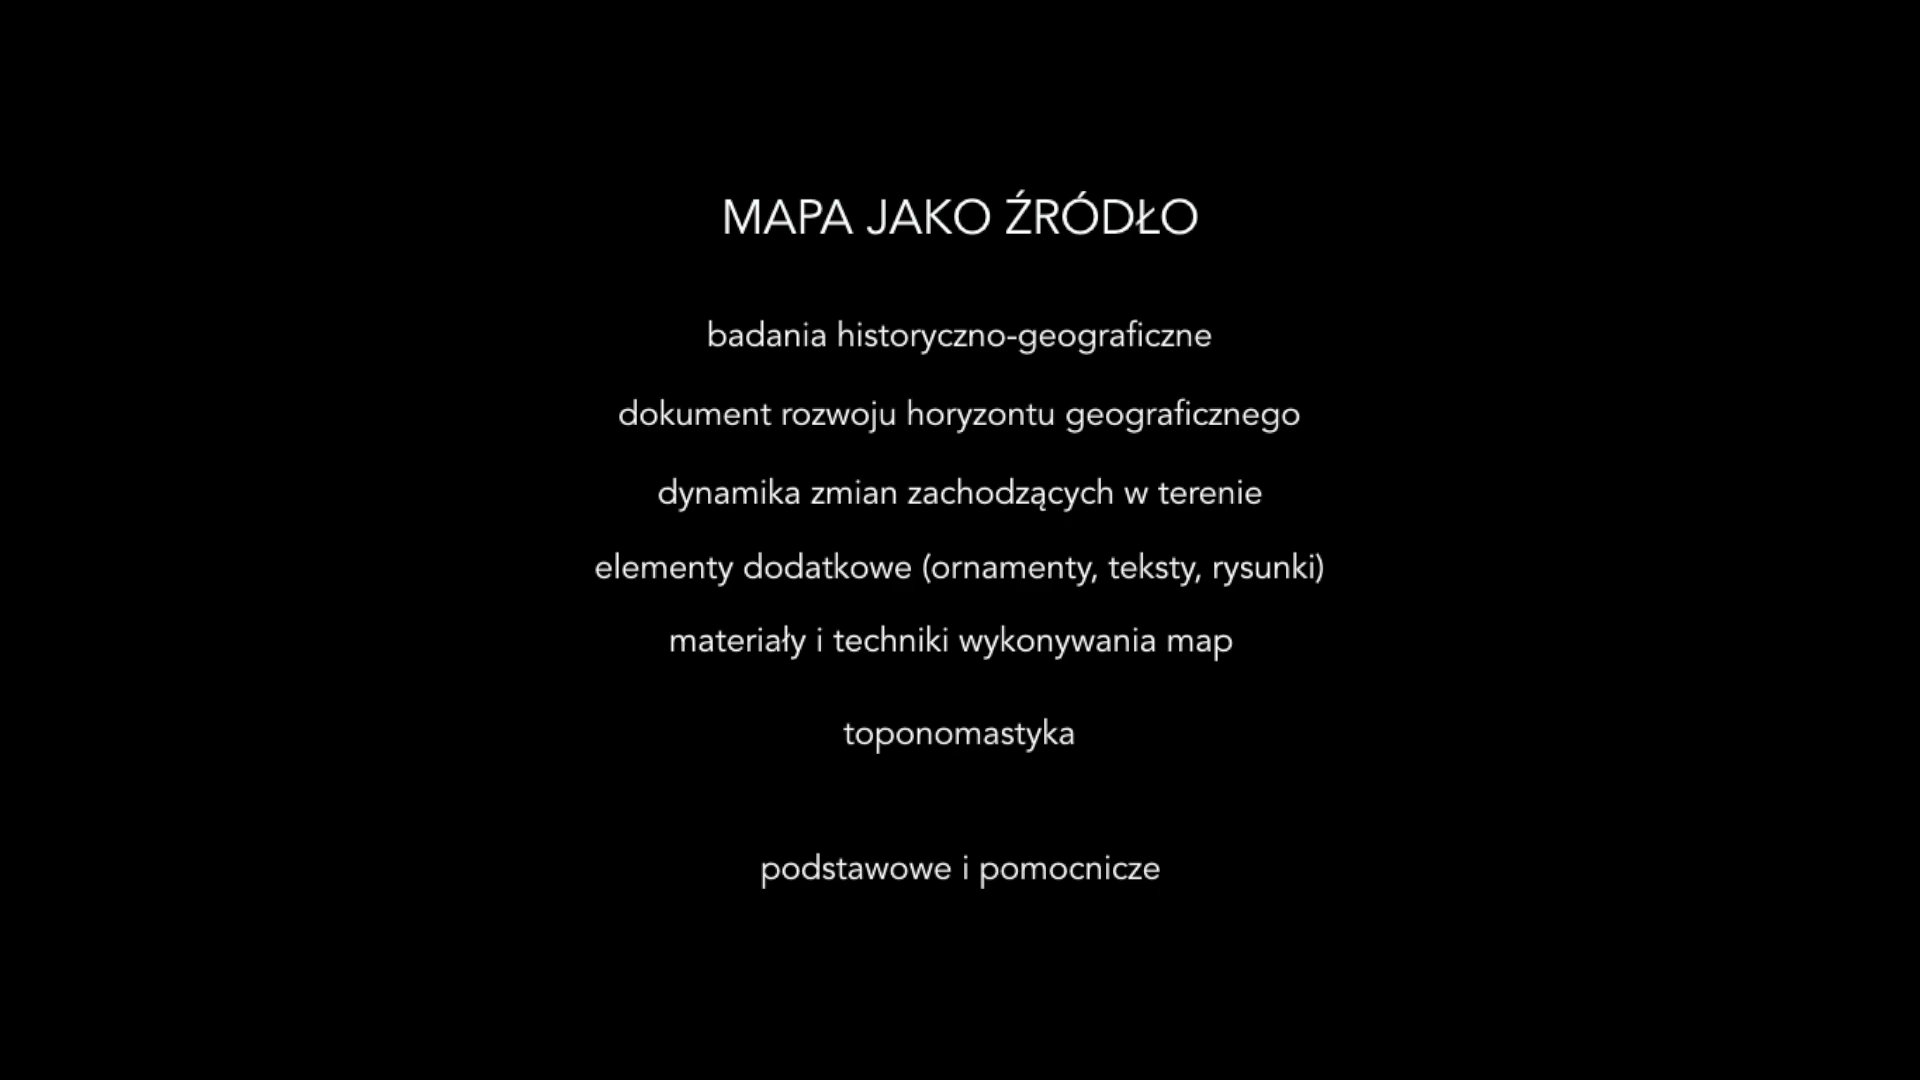 MAPA JAKO ŹRÓDŁO
badania historyczno-geograficzne
dokument rozwoju horyzontu geograficznego
dynamika zmian zachodzących w terenie
elementy dodatkowe (ornamenty, teksty, rysunki)
materiały i techniki wykonywania map
toponomastyka
podstawowe i pomocnicze